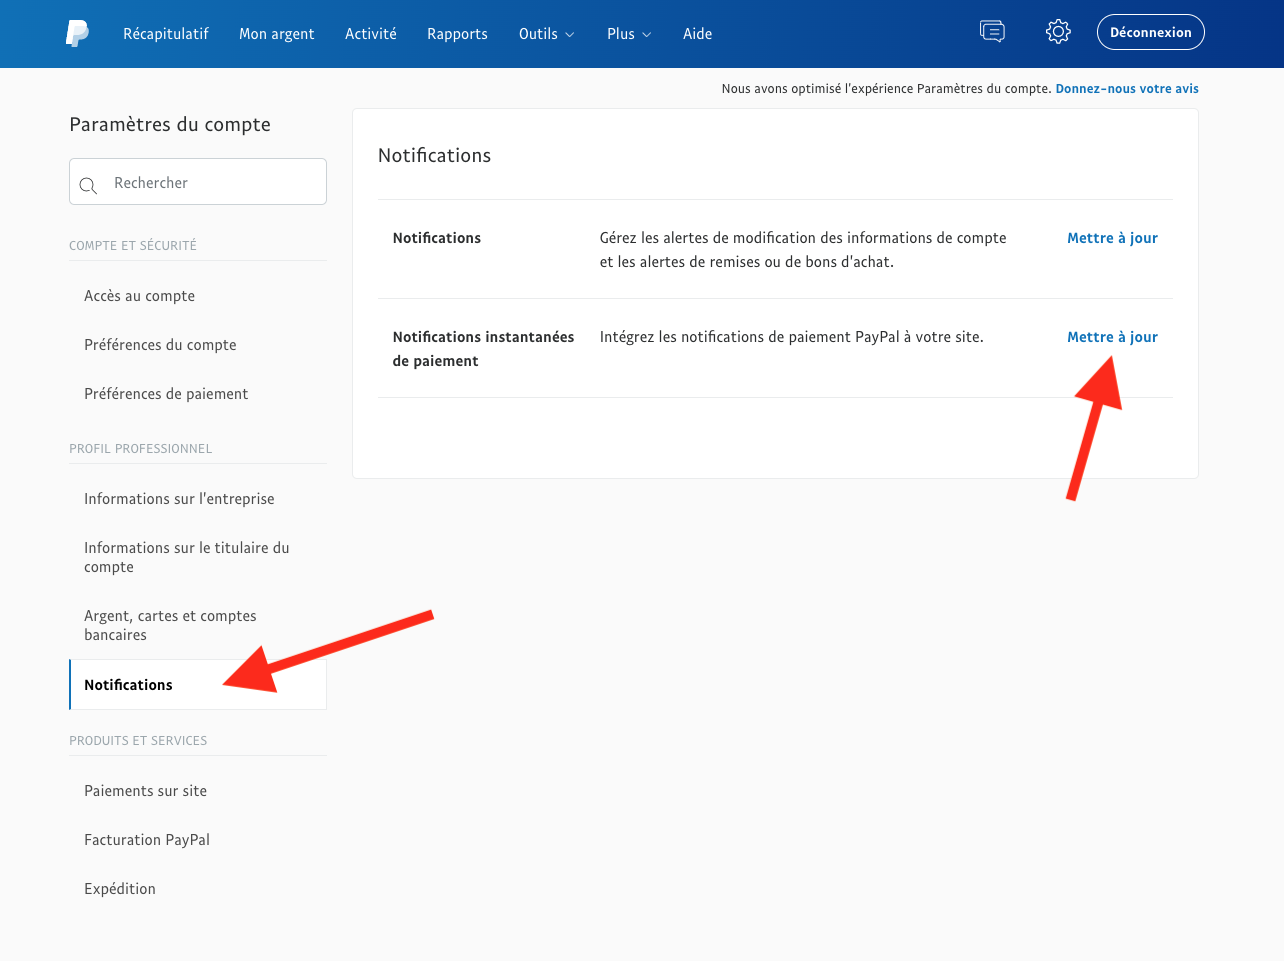 Récapitulatif Mon argent Activité Rapports Outils Plus Aide Déconnexion
Nous avons optimisé l'expérience Paramètres du compte. Donnez-nous votre avis
Paramètres du compte
Rechercher
COMPTE ET SÉCURITÉ
Accès au compte
Préférences du compte
Préférences de paiement
PROFIL PROFESSIONNEL
Informations sur l'entreprise
Informations sur le titulaire du
compte
Argent, cartes et comptes
bancaires
Notifications
PRODUITS ET SERVICES
Paiements sur site
Facturation PayPal
Expédition
Notifications
Notifications Gérez les alertes de modification des informations de compte Mettre à jour
et les alertes de remises ou de bons d'achat.
Notifications instantanées Intégrez les notifications de paiement PayPal à votre site. Mettre à jour
de paiement